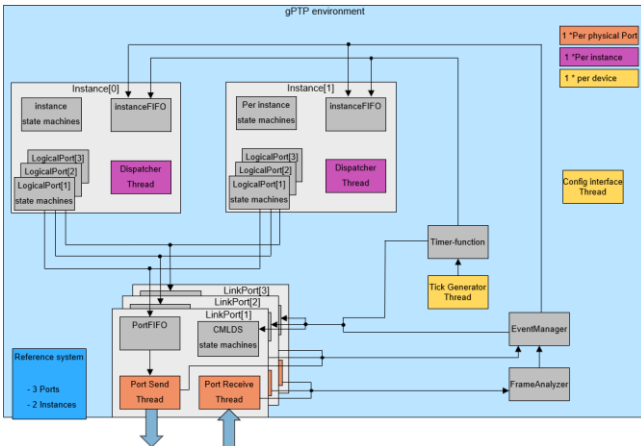 gPTP environment
1 *Per physical Port
1 *Per instance
1 * per device
Instance[0]
instance
state machines
instanceFIFO
LogicalPort[3]
LogicalPort[2]
LogicalPort[1]
state machines
Dispatcher
Thread
Instance[1]
Per instance
state machines
instanceFIFO
LogicalPort[3]
LogicalPort[2]
LogicalPort[1]
state machines
Dispatcher
Thread
Config interface
Thread
Timer-function
Tick Generator
Thread
LinkPort[3]
LinkPort[2]
LinkPort[1]
PortFIFO
CMLDS
state machines
Port Send
Thread
Port Receive
Thread
EventManager
FrameAnalyzer
Reference system
- 3 Ports
- 2 Instances